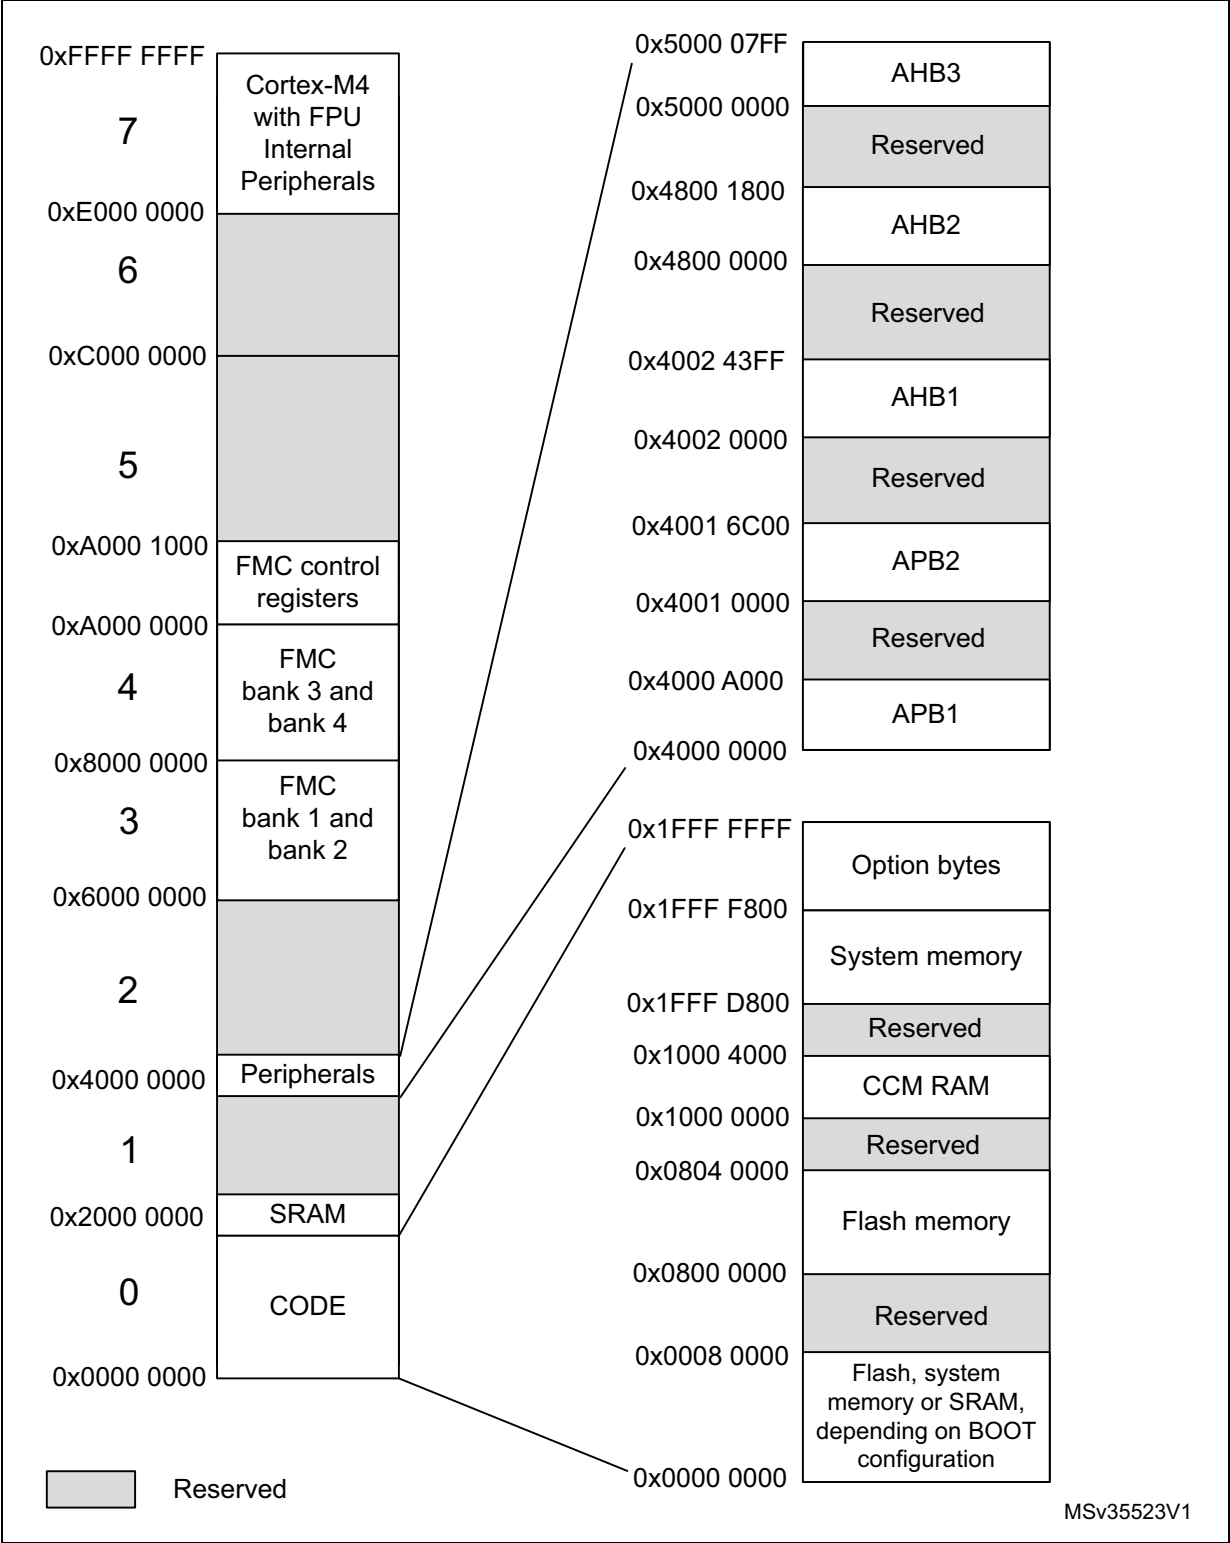 0xFFFF FFFF
7
Cortex-M4
with FPU
Internal
Peripherals
0xE000 0000
6
0xC000 0000
5
0xA000 1000
FMC control
registers
0xA000 0000
4
FMC
bank 3 and
bank 4
0x8000 0000
3
FMC
bank 1 and
bank 2
0x6000 0000
2
0x4000 0000
Peripherals
1
0x2000 0000
SRAM
0
CODE
0x0000 0000
Reserved
0x5000 07FF
AHB3
0x5000 0000
Reserved
0x4800 1800
AHB2
0x4800 0000
Reserved
0x4002 43FF
AHB1
0x4002 0000
Reserved
0x4001 6C00
APB2
0x4001 0000
Reserved
0x4000 A000
APB1
0x4000 0000
0x1FFF FFFF
Option bytes
0x1FFF F800
System memory
0x1FFF D800
Reserved
0x1000 4000
CCM RAM
0x1000 0000
Reserved
0x0804 0000
Flash memory
0x0800 0000
Reserved
0x0008 0000
Flash, system
memory or SRAM,
depending on BOOT
configuration
0x0000 0000
MSv35523V1